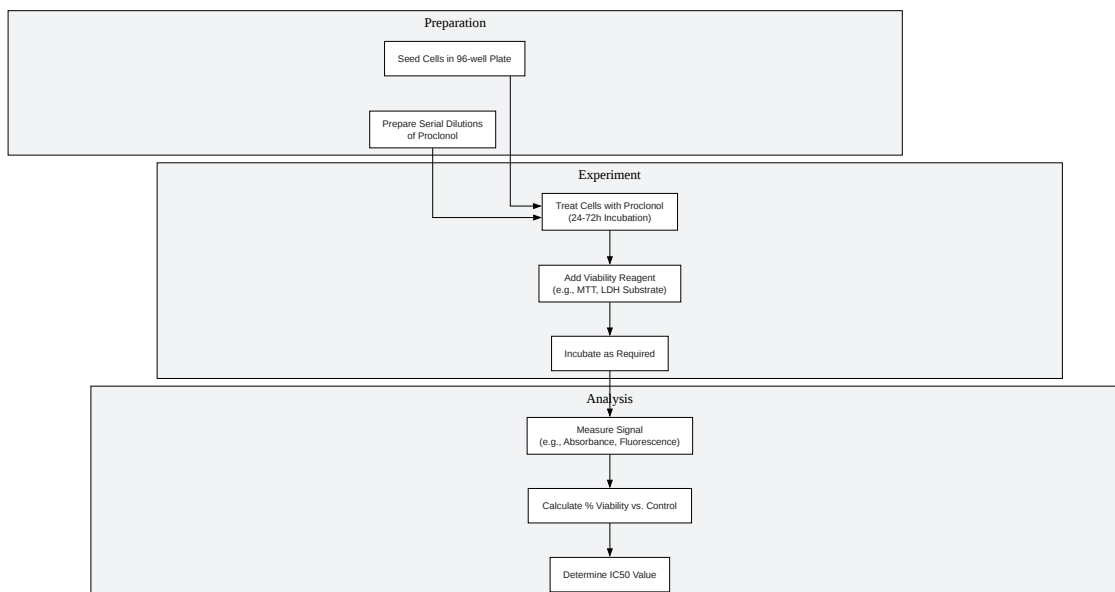 Preparation
Seed Cells in 96-well Plate
Prepare Serial Dilutions
of Proclonol
Experiment
Treat Cells with Proclonol
(24-72h Incubation)
Add Viability Reagent
(e.g., MTT, LDH Substrate)
Incubate as Required
Analysis
Measure Signal
(e.g., Absorbance, Fluorescence)
Calculate % Viability vs. Control
Determine IC50 Value